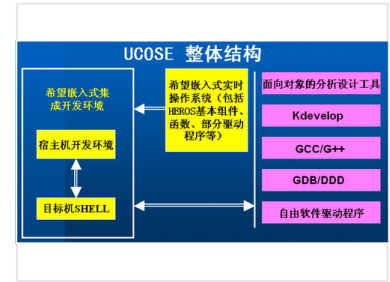 UCOSE 整体结构
希望嵌入式集
成开发环境
宿主机开发环境
目标机SHELL
希望嵌入式实时
操作系统（包括
HEROS基本组件、
函数、部分驱动
程序等）
面向对象的分析设计工具
Kdevelop
GCC/G++
GDB/DDD
自由软件驱动程序